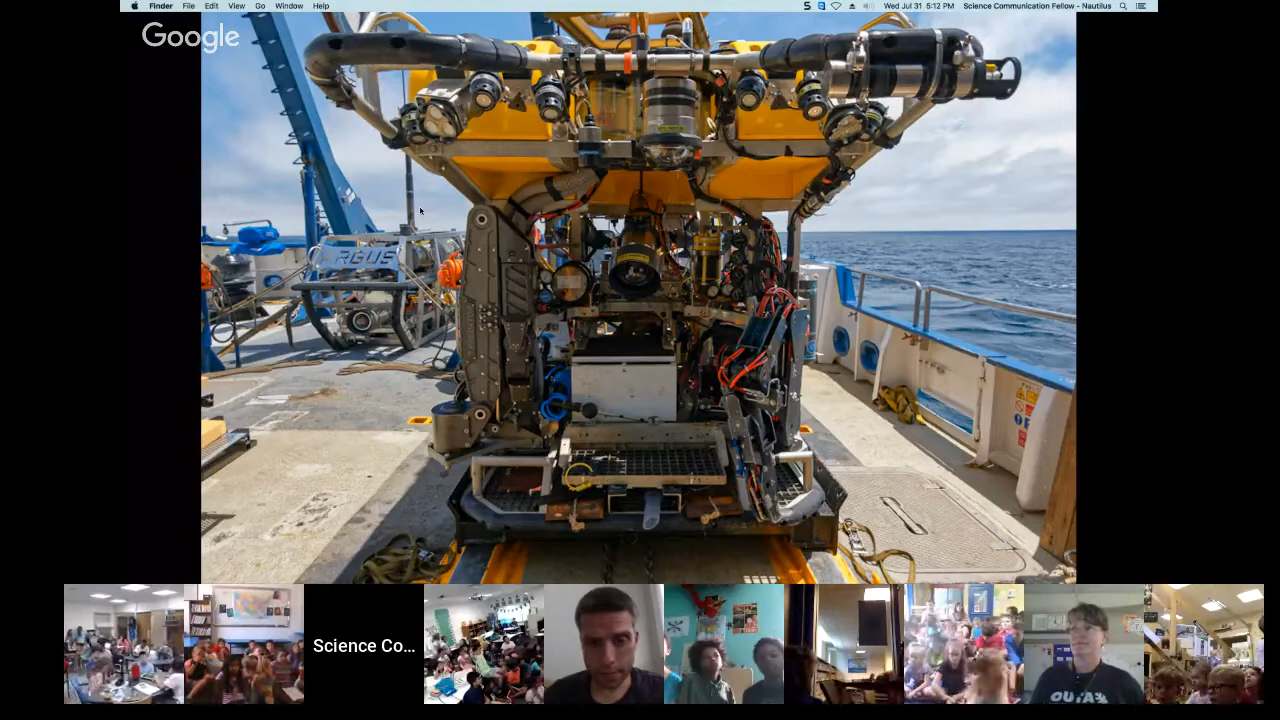 Finder File Edit View Go Window Help
S Wed Jul 31 5:12 PM Science Communication Fellow - Nautilus
Google
ARGUS
Science Co...
OUTA